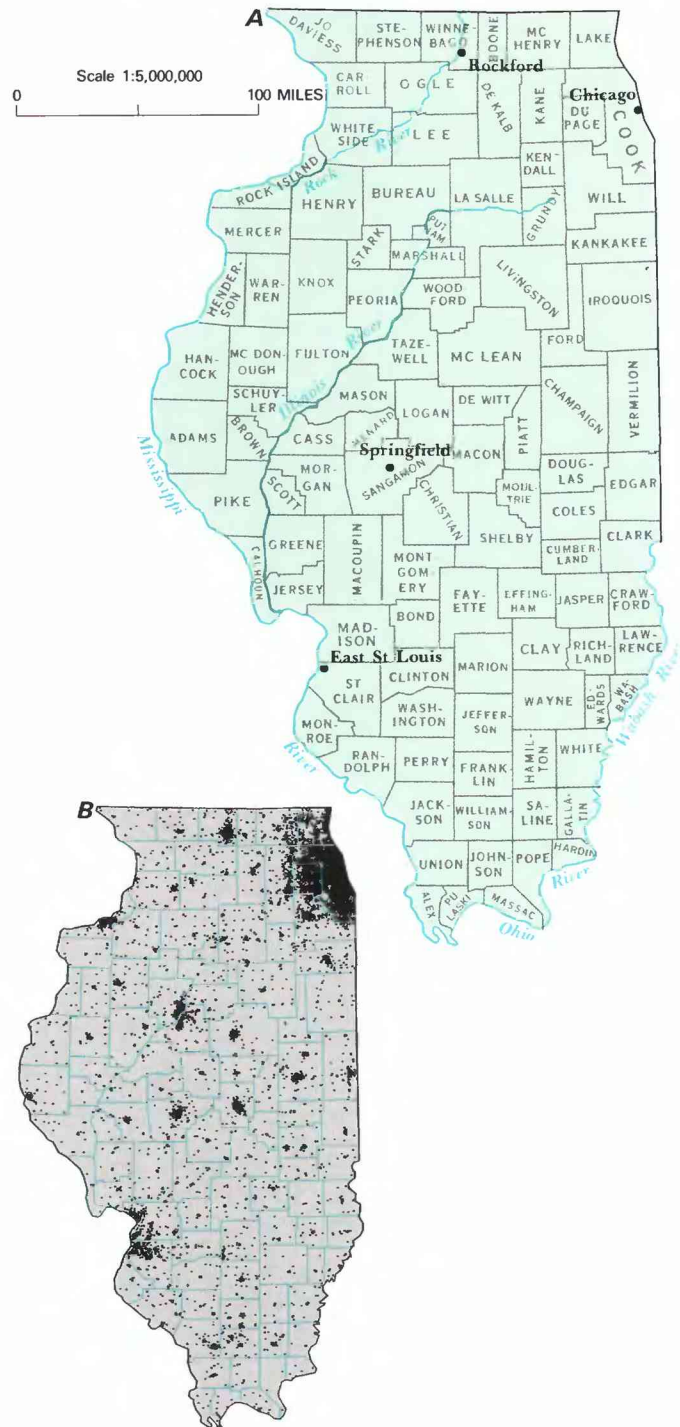 A
JO
DAVIESS
STE-
PHENSON
WINNE-
BAGO
BOONE
MC
HENRY
LAKE
Rockford
Scale 1:5,000,000
0
100 MILES
CAR-
ROLL
OGLE
DE KALB
KANE
Chicago
DU
PAGE
COOK
WHITE
SIDE
River
LEE
KEN-
DALL
ROCK ISLAND
Rock
HENRY
BUREAU
LA SALLE
GRUNDY
WILL
MERCER
STARK
PUT
NAM
MARSHALL
KANKAKEE
HENDER-
SON
WAR-
REN
KNOX
PEORIA
WOOD
FORD
LIVINGSTON
IROQUOIS
FORD
HAN-
COCK
MC DON-
OUGH
FULTON
River
TAZE-
WELL
MC LEAN
SCHUY-
LER
Illinois
MASON
LOGAN
DE WITT
CHAMPAIGN
VERMILION
ADAMS
BROWN
CASS
MENARD
PIATT
Mississippi
Springfield
MACON
PIKE
SCOTT
MOR-
GAN
SANGAMON
CHRISTIAN
MOUL-
TRIE
DOUG-
LAS
EDGAR
COLES
CALHOUN
GREENE
MACOUPIN
MONT
GOM
ERY
SHELBY
CUMBER-
LAND
CLARK
JERSEY
BOND
FAY-
ETTE
EFFING-
HAM
JASPER
CRAW-
FORD
MAD-
ISON
East St Louis
CLINTON
MARION
CLAY
RICH-
LAND
LAW-
RENCE
ST
CLAIR
WASH-
INGTON
JEFFER-
SON
WAYNE
ED-
WARDS
WA-
BASH
Wabash River
MON-
ROE
River
RAN-
DOLPH
PERRY
FRANK-
LIN
HAMIL-
TON
WHITE
JACK-
SON
WILLIAM-
SON
SA-
LINE
GALLA-
TIN
UNION
JOHN-
SON
POPE
HARDIN
River
ALEX
PU
LASKI
MASSAC
Ohio
B